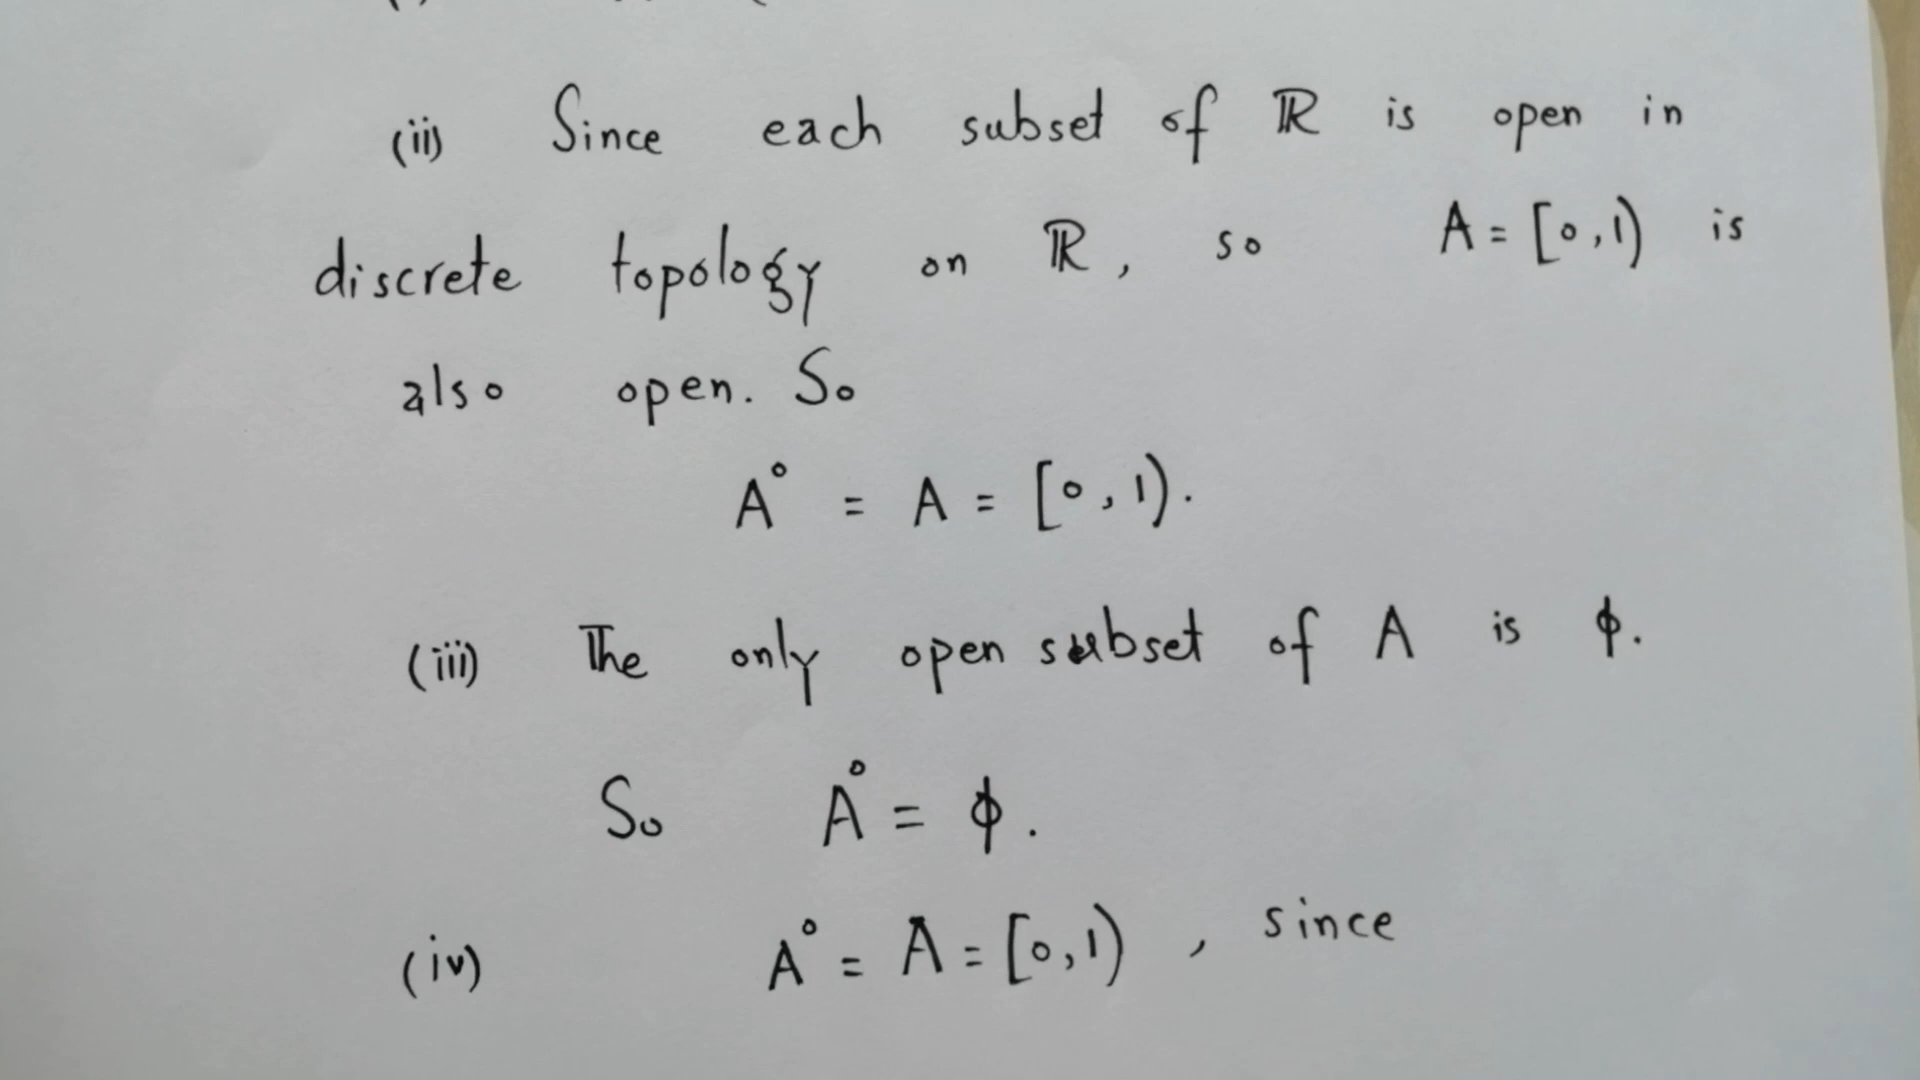 (ii) Since each subset of ℝ is open in
discrete topology on ℝ, so A = [0,1) is
also open. So
A° = A = [0,1).
(iii) The only open subset of A is ϕ.
So A° = ϕ.
(iv) A° = A = [0,1), since